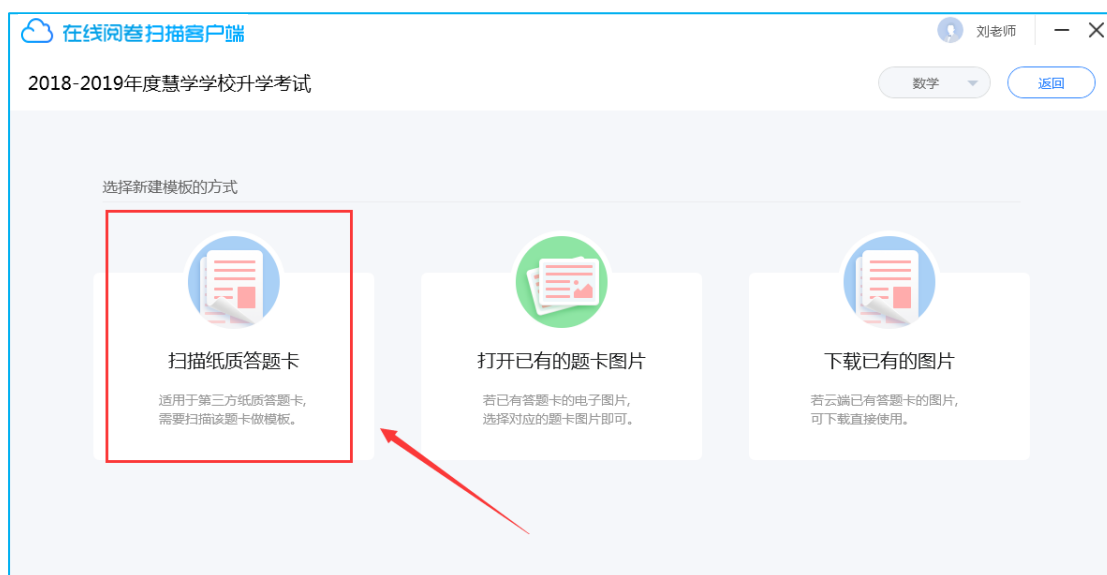 在线阅卷扫描客户端
刘老师
2018-2019年度慧学学校升学考试
数学
返回
选择新建模板的方式
扫描纸质答题卡
适用于第三方纸质答题卡,
需要扫描该题卡做模板。
打开已有的题卡图片
若已有答题卡的电子图片,
选择对应的题卡图片即可。
下载已有的图片
若云端已有答题卡的图片,
可下载直接使用。